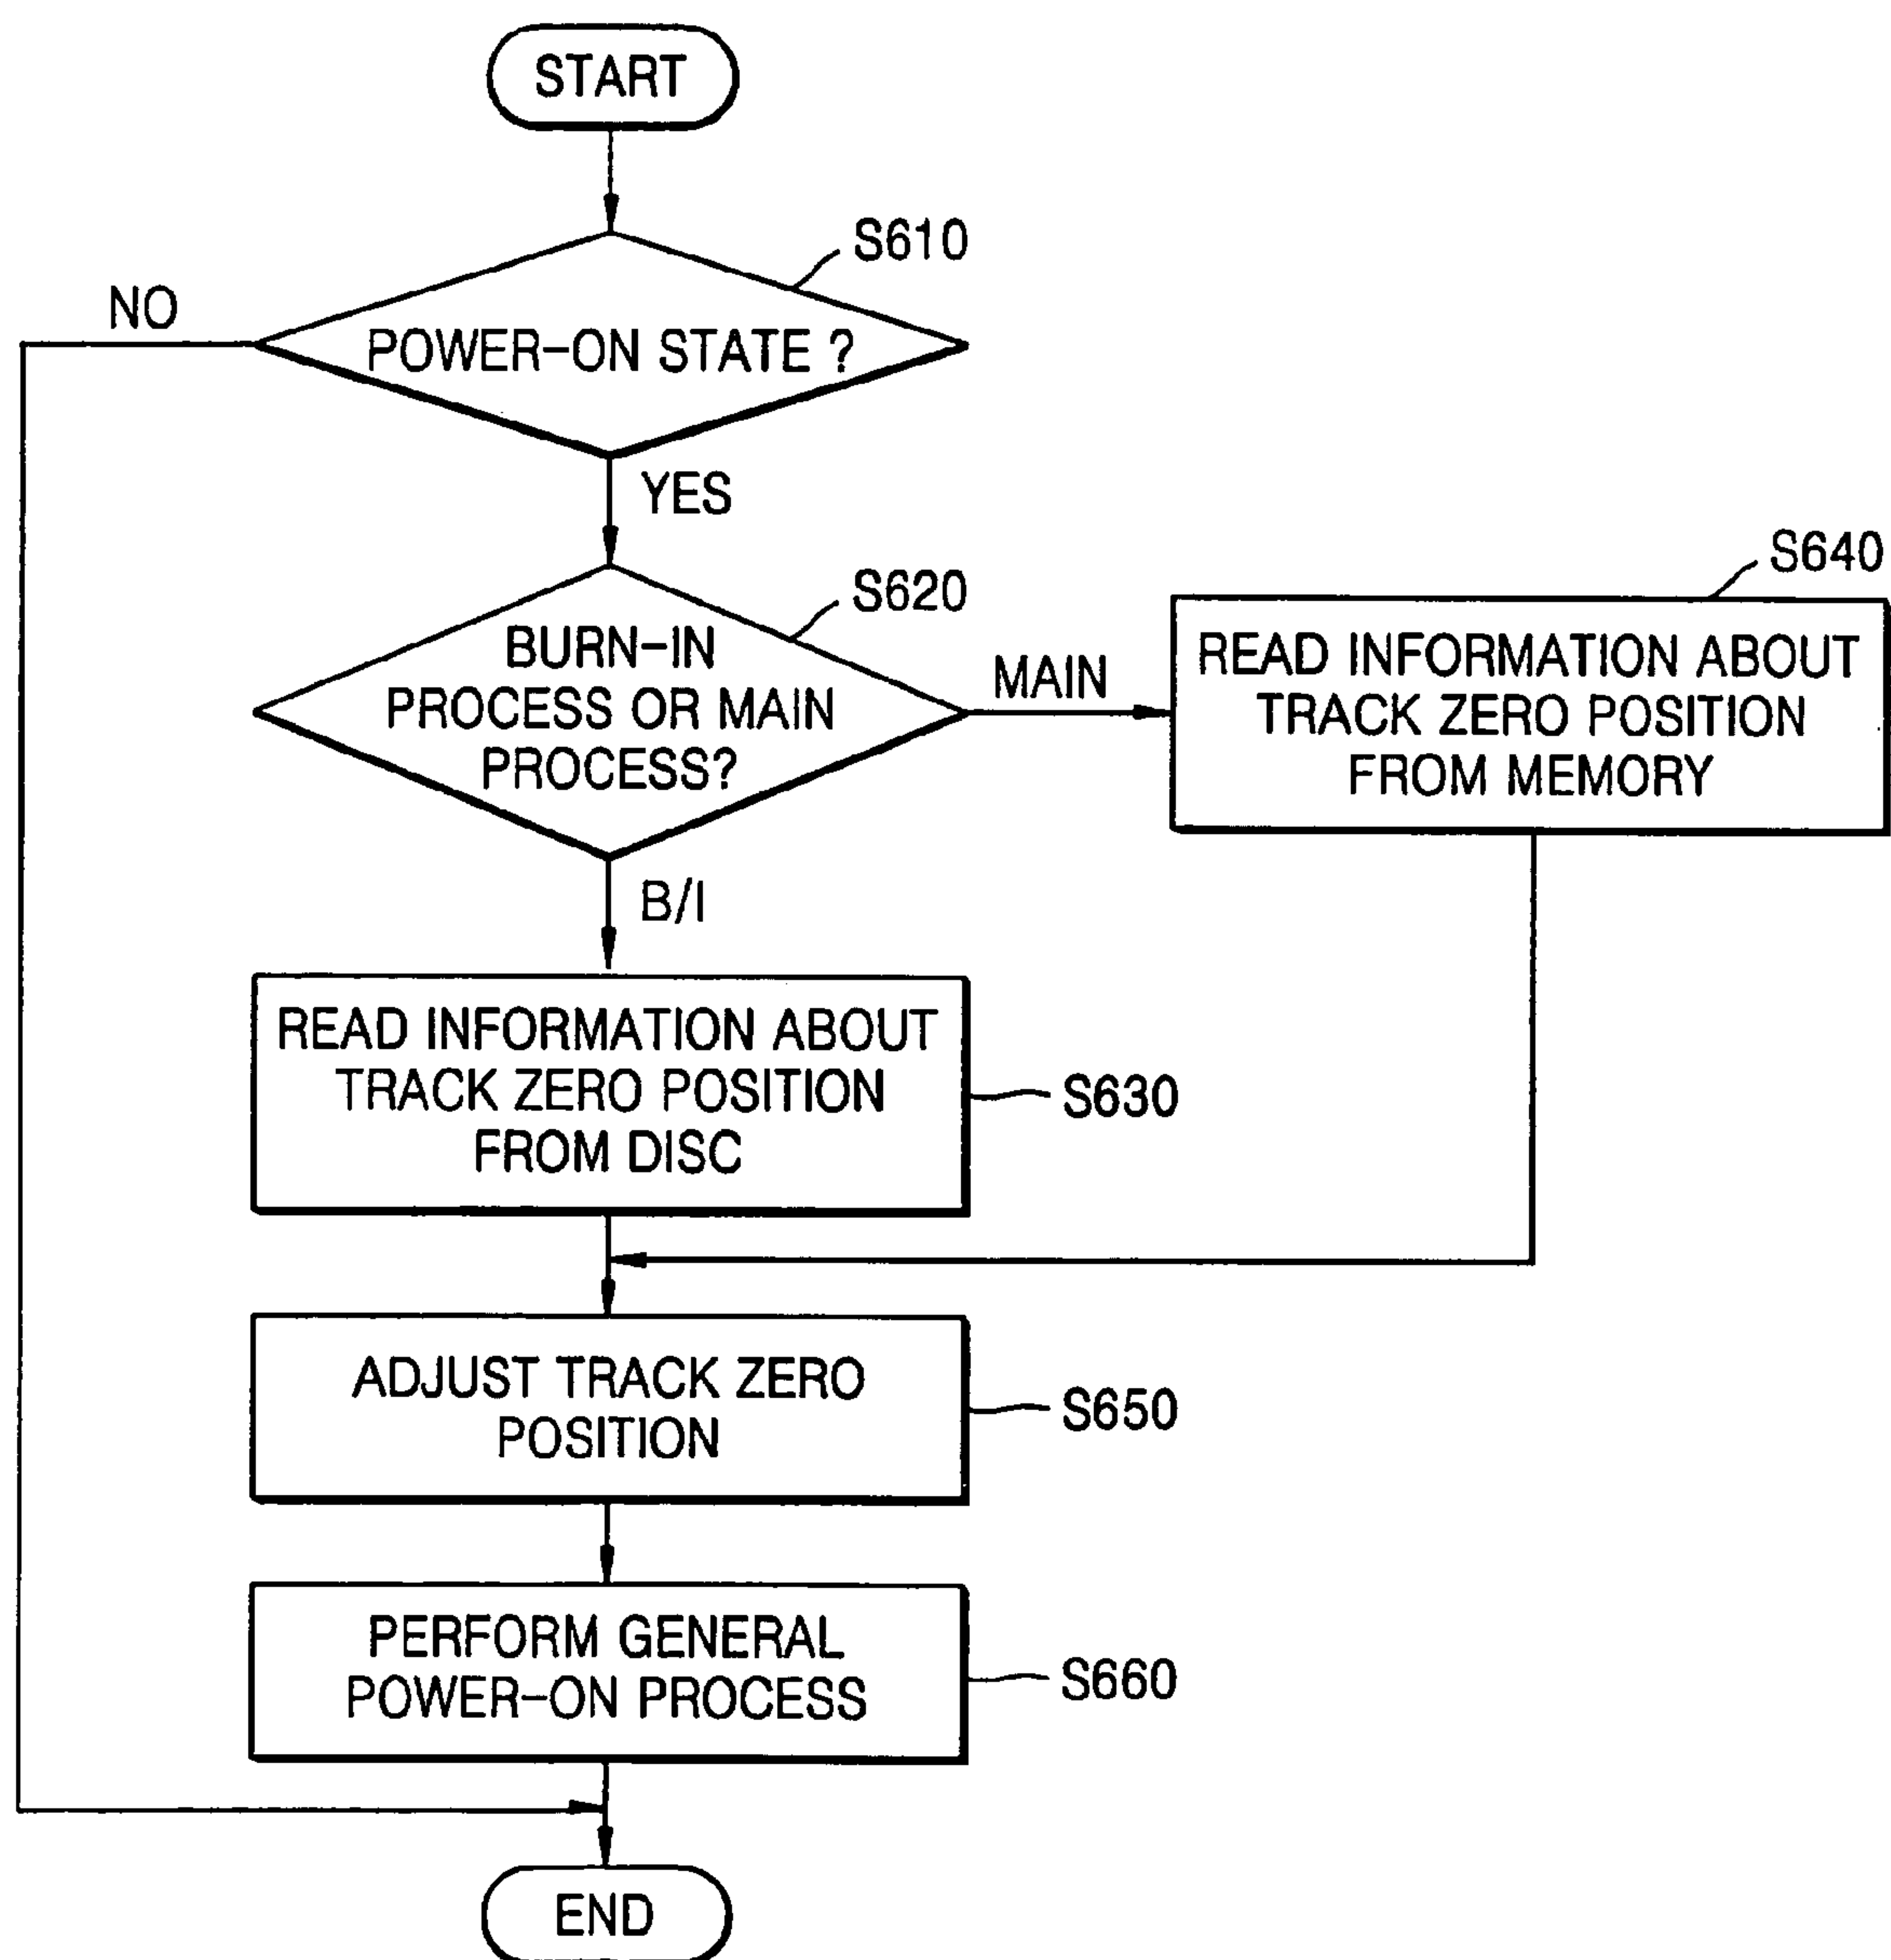 START
S610
NO
POWER-ON STATE ?
YES
S620
BURN-IN
PROCESS OR MAIN
PROCESS?
MAIN
S640
READ INFORMATION ABOUT
TRACK ZERO POSITION
FROM MEMORY
B/I
READ INFORMATION ABOUT
TRACK ZERO POSITION
FROM DISC
S630
ADJUST TRACK ZERO
POSITION
S650
PERFORM GENERAL
POWER-ON PROCESS
S660
END